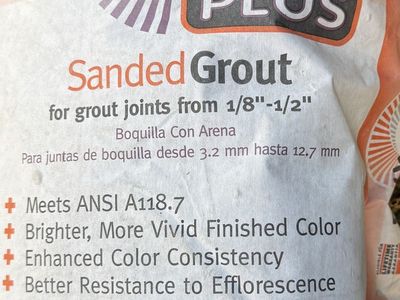 PLUS
Sanded Grout
for grout joints from 1/8"-1/2"
Boquilla Con Arena
Para juntas de boquilla desde 3.2 mm hasta 12.7 mm
+ Meets ANSI A118.7
+ Brighter, More Vivid Finished Color
+ Enhanced Color Consistency
+ Better Resistance to Efflorescence